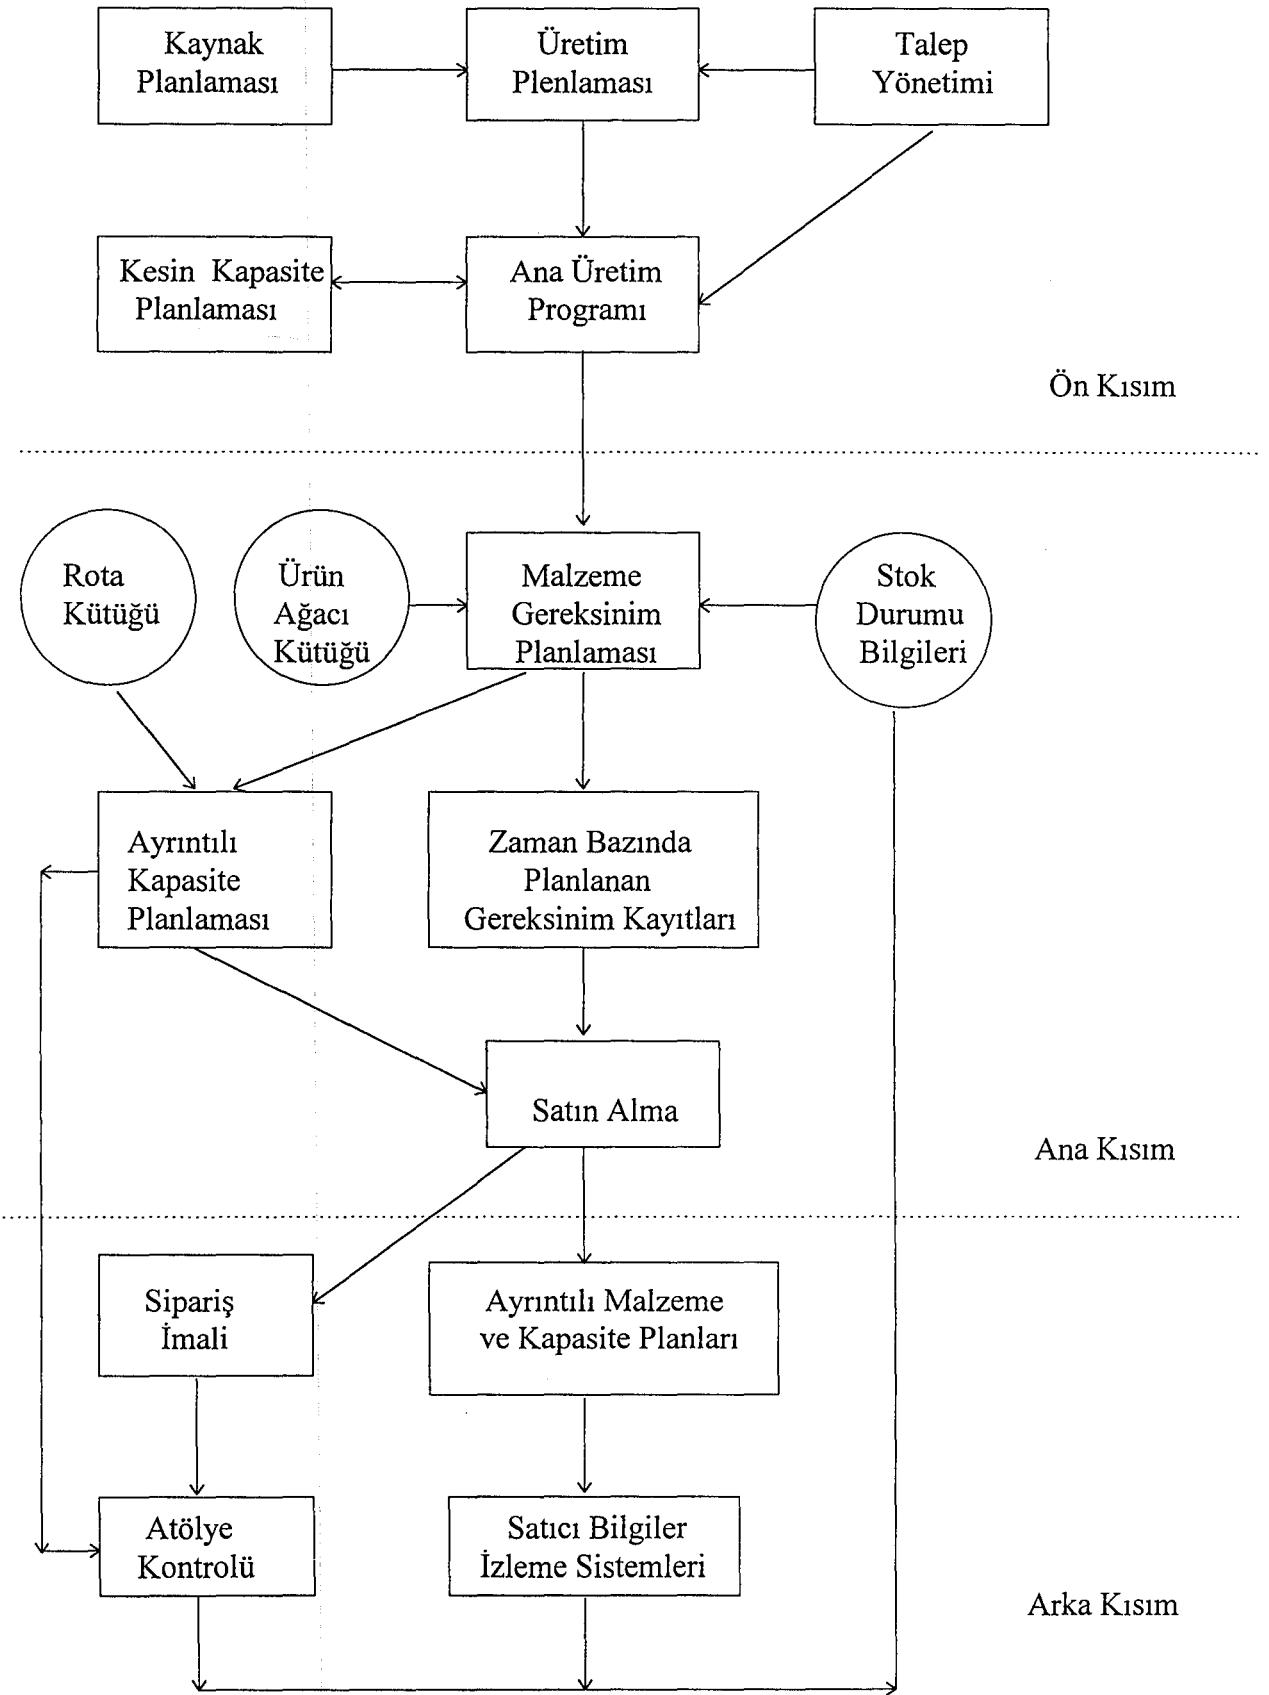 Kaynak
Planlaması
Üretim
Plenlaması
Talep
Yönetimi
Kesin Kapasite
Planlaması
Ana Üretim
Programı
Ön Kısım
Rota
Kütüğü
Ürün
Ağacı
Kütüğü
Malzeme
Gereksinim
Planlaması
Stok
Durumu
Bilgileri
Ayrıntılı
Kapasite
Planlaması
Zaman Bazında
Planlanan
Gereksinim Kayıtları
Satın Alma
Ana Kısım
Sipariş
İmali
Ayrıntılı Malzeme
ve Kapasite Planları
Atölye
Kontrolü
Satıcı Bilgiler
İzleme Sistemleri
Arka Kısım